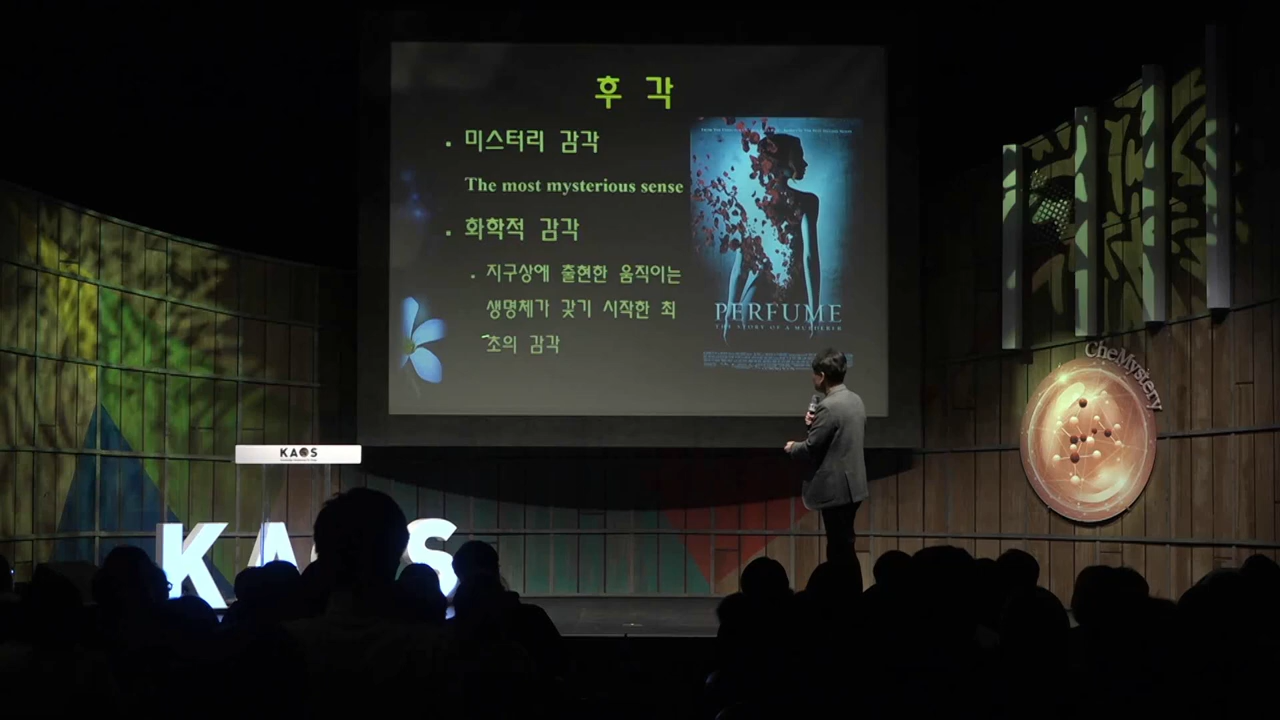 후 각
미스터리 감각
The most mysterious sense
화학적 감각
지구상에 출현한 움직이는
생명체가 갖기 시작한 최
초의 감각
PERFUME
THE STORY OF A MURDERER
CheMystery
KAOS
KAOS